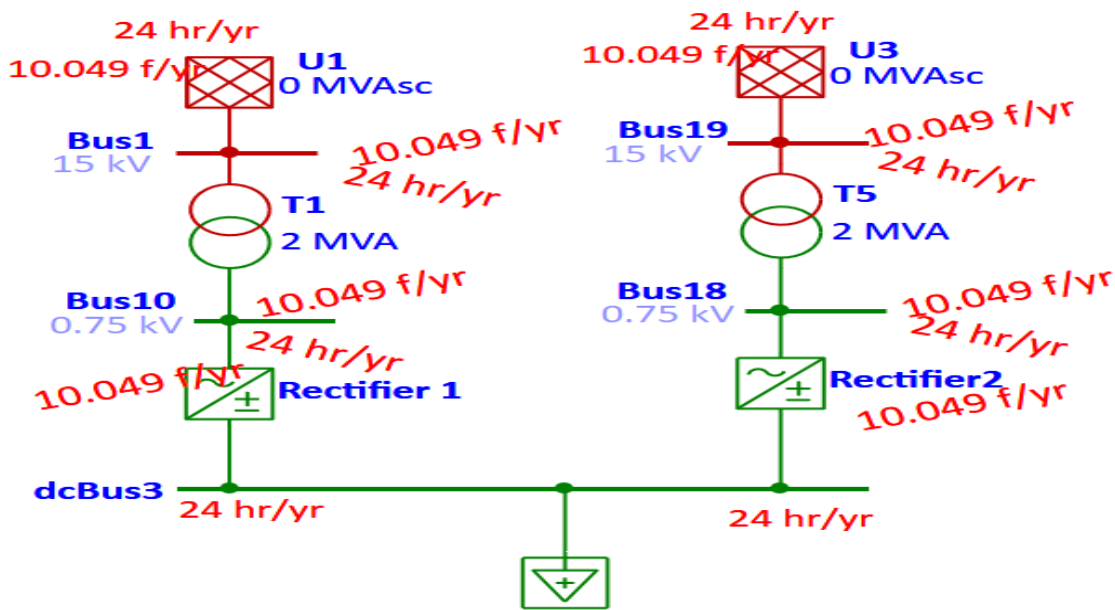 24 hr/yr
10.049 f/yr
U1
0 MVAsc
Bus1
15 kV
10.049 f/yr
24 hr/yr
T1
2 MVA
Bus10
0.75 kV
10.049 f/yr
24 hr/yr
10.049 f/yr
Rectifier 1
dcBus3
24 hr/yr
24 hr/yr
10.049 f/yr
U3
0 MVAsc
Bus19
15 kV
10.049 f/yr
24 hr/yr
T5
2 MVA
Bus18
0.75 kV
10.049 f/yr
24 hr/yr
Rectifier2
10.049 f/yr
24 hr/yr